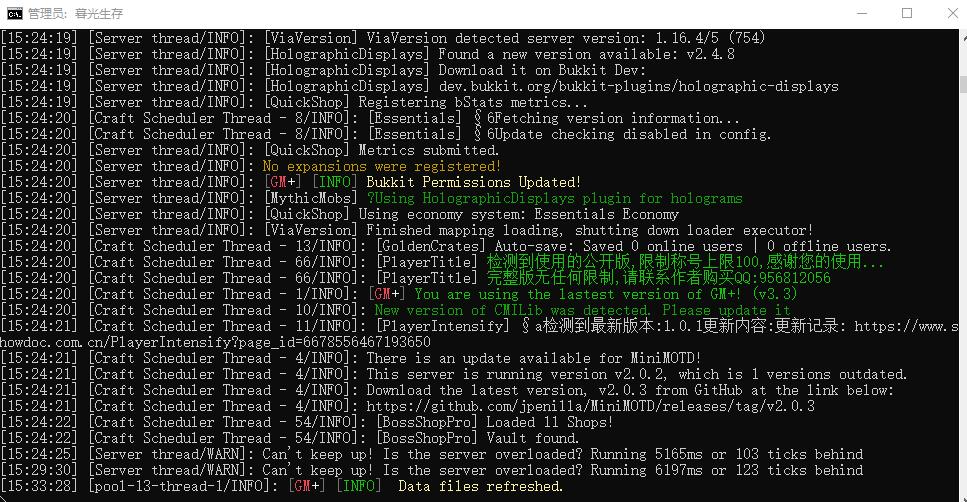 管理员: 暮光生存
[15:24:19] [Server thread/INFO]: [ViaVersion] ViaVersion detected server version: 1.16.4/5 (754)
[15:24:19] [Server thread/INFO]: [HolographicDisplays] Found a new version available: v2.4.8
[15:24:19] [Server thread/INFO]: [HolographicDisplays] Download it on Bukkit Dev:
[15:24:19] [Server thread/INFO]: [HolographicDisplays] dev.bukkit.org/bukkit-plugins/holographic-displays
[15:24:19] [Server thread/INFO]: [QuickShop] Registering bStats metrics...
[15:24:20] [Craft Scheduler Thread - 8/INFO]: [Essentials] §6Fetching version information...
[15:24:20] [Craft Scheduler Thread - 8/INFO]: [Essentials] §6Update checking disabled in config.
[15:24:20] [Server thread/INFO]: [QuickShop] Metrics submitted.
[15:24:20] [Server thread/INFO]: No expansions were registered!
[15:24:20] [Server thread/INFO]: [GM+] [INFO] Bukkit Permissions Updated!
[15:24:20] [Server thread/INFO]: [MythicMobs] ?Using HolographicDisplays plugin for holograms
[15:24:20] [Server thread/INFO]: [QuickShop] Using economy system: Essentials Economy
[15:24:20] [Server thread/INFO]: [ViaVersion] Finished mapping loading, shutting down loader executor!
[15:24:20] [Craft Scheduler Thread - 13/INFO]: [GoldenCrates] Auto-save: Saved 0 online users | 0 offline users.
[15:24:20] [Craft Scheduler Thread - 66/INFO]: [PlayerTitle] 检测到使用的公开版,限制称号上限100,感谢您的使用...
[15:24:20] [Craft Scheduler Thread - 66/INFO]: [PlayerTitle] 完整版无任何限制,请联系作者购买QQ:956812056
[15:24:20] [Craft Scheduler Thread - 1/INFO]: [GM+] You are using the lastest version of GM+! (v3.3)
[15:24:20] [Craft Scheduler Thread - 10/INFO]: New version of CMILib was detected. Please update it
[15:24:21] [Craft Scheduler Thread - 11/INFO]: [PlayerIntensify] §a检测到最新版本:1.0.1更新内容:更新记录: https://www.s
howdoc.com.cn/PlayerIntensify?page_id=6678556467193650
[15:24:21] [Craft Scheduler Thread - 4/INFO]: There is an update available for MiniMOTD!
[15:24:21] [Craft Scheduler Thread - 4/INFO]: This server is running version v2.0.2, which is 1 versions outdated.
[15:24:21] [Craft Scheduler Thread - 4/INFO]: Download the latest version, v2.0.3 from GitHub at the link below:
[15:24:21] [Craft Scheduler Thread - 4/INFO]: https://github.com/jpenilla/MiniMOTD/releases/tag/v2.0.3
[15:24:22] [Craft Scheduler Thread - 54/INFO]: [BossShopPro] Loaded 11 Shops!
[15:24:22] [Craft Scheduler Thread - 54/INFO]: [BossShopPro] Vault found.
[15:24:25] [Server thread/WARN]: Can't keep up! Is the server overloaded? Running 5165ms or 103 ticks behind
[15:29:30] [Server thread/WARN]: Can't keep up! Is the server overloaded? Running 6197ms or 123 ticks behind
[15:33:28] [pool-13-thread-1/INFO]: [GM+] [INFO]  Data files refreshed.